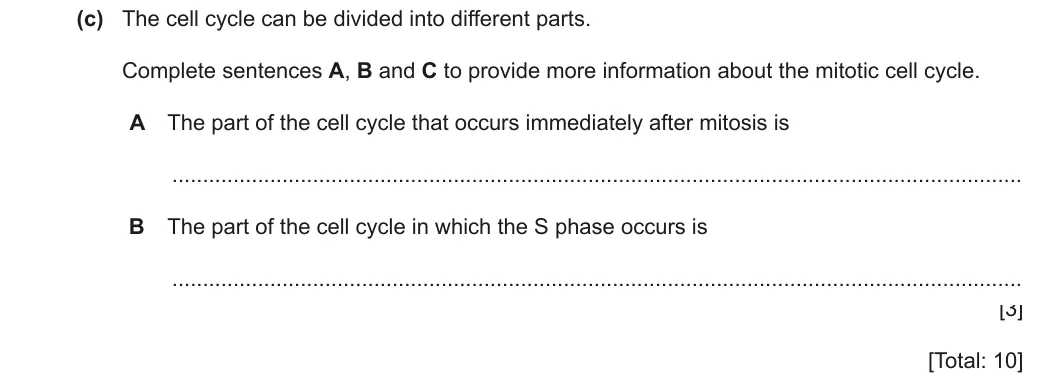 (c) The cell cycle can be divided into different parts.
Complete sentences A, B and C to provide more information about the mitotic cell cycle.
A The part of the cell cycle that occurs immediately after mitosis is
................................................................................................................................................
B The part of the cell cycle in which the S phase occurs is
................................................................................................................................................
[3]
[Total: 10]